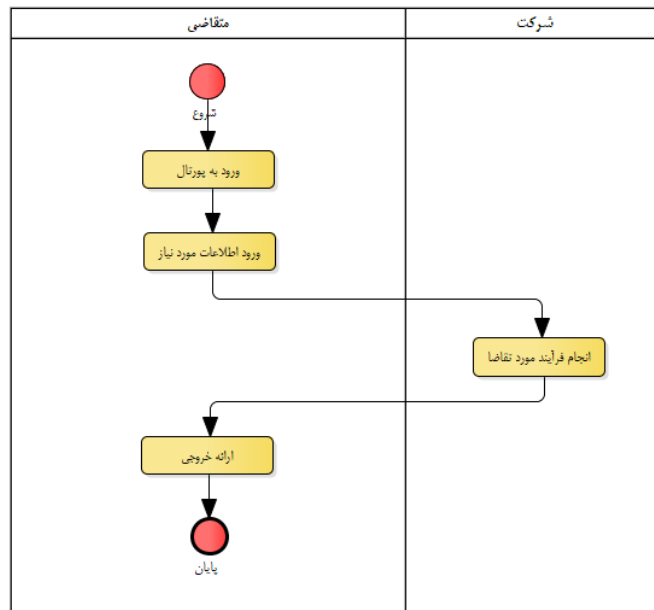 شرکت
متقاضی
شروع
ورود به پورتال
ورود اطلاعات مورد نیاز
انجام فرآیند مورد تقاضا
ارائه خروجی
پایان